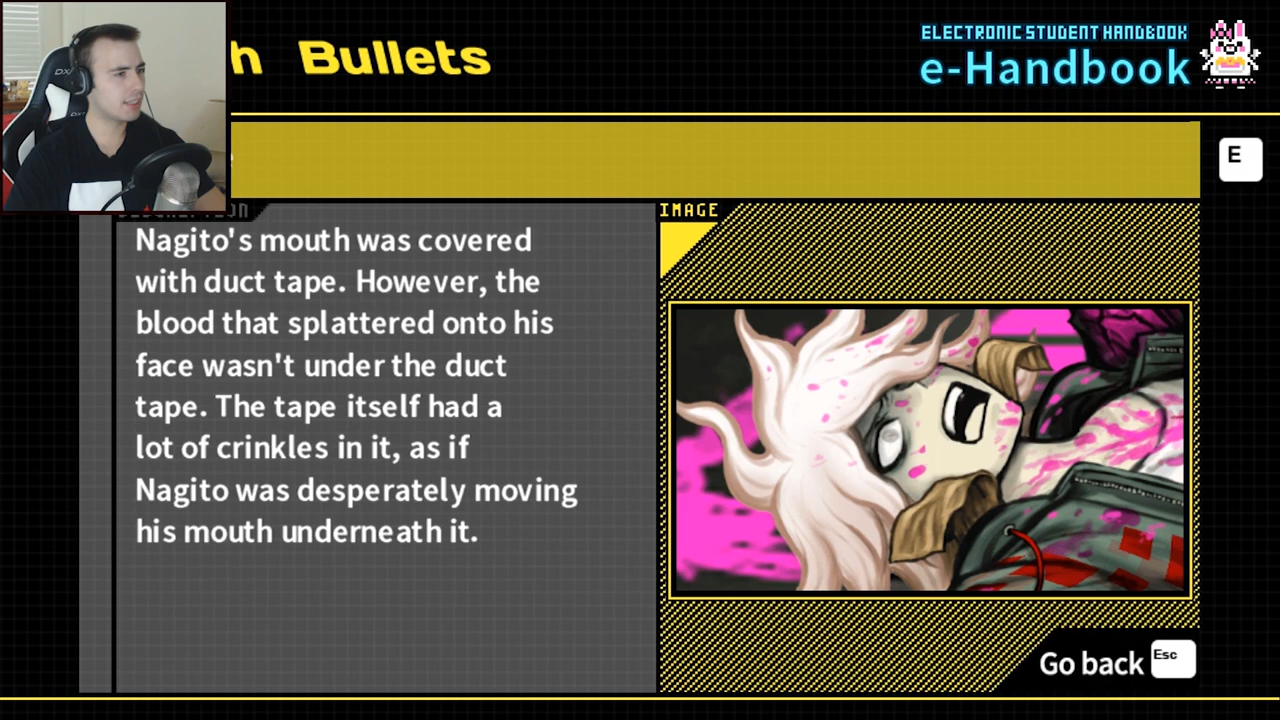 Bullets
ELECTRONIC STUDENT HANDBOOK
e-Handbook
E
IMAGE
Nagito's mouth was covered
with duct tape. However, the
blood that splattered onto his
face wasn't under the duct
tape. The tape itself had a
lot of crinkles in it, as if
Nagito was desperately moving
his mouth underneath it.
Go back Esc